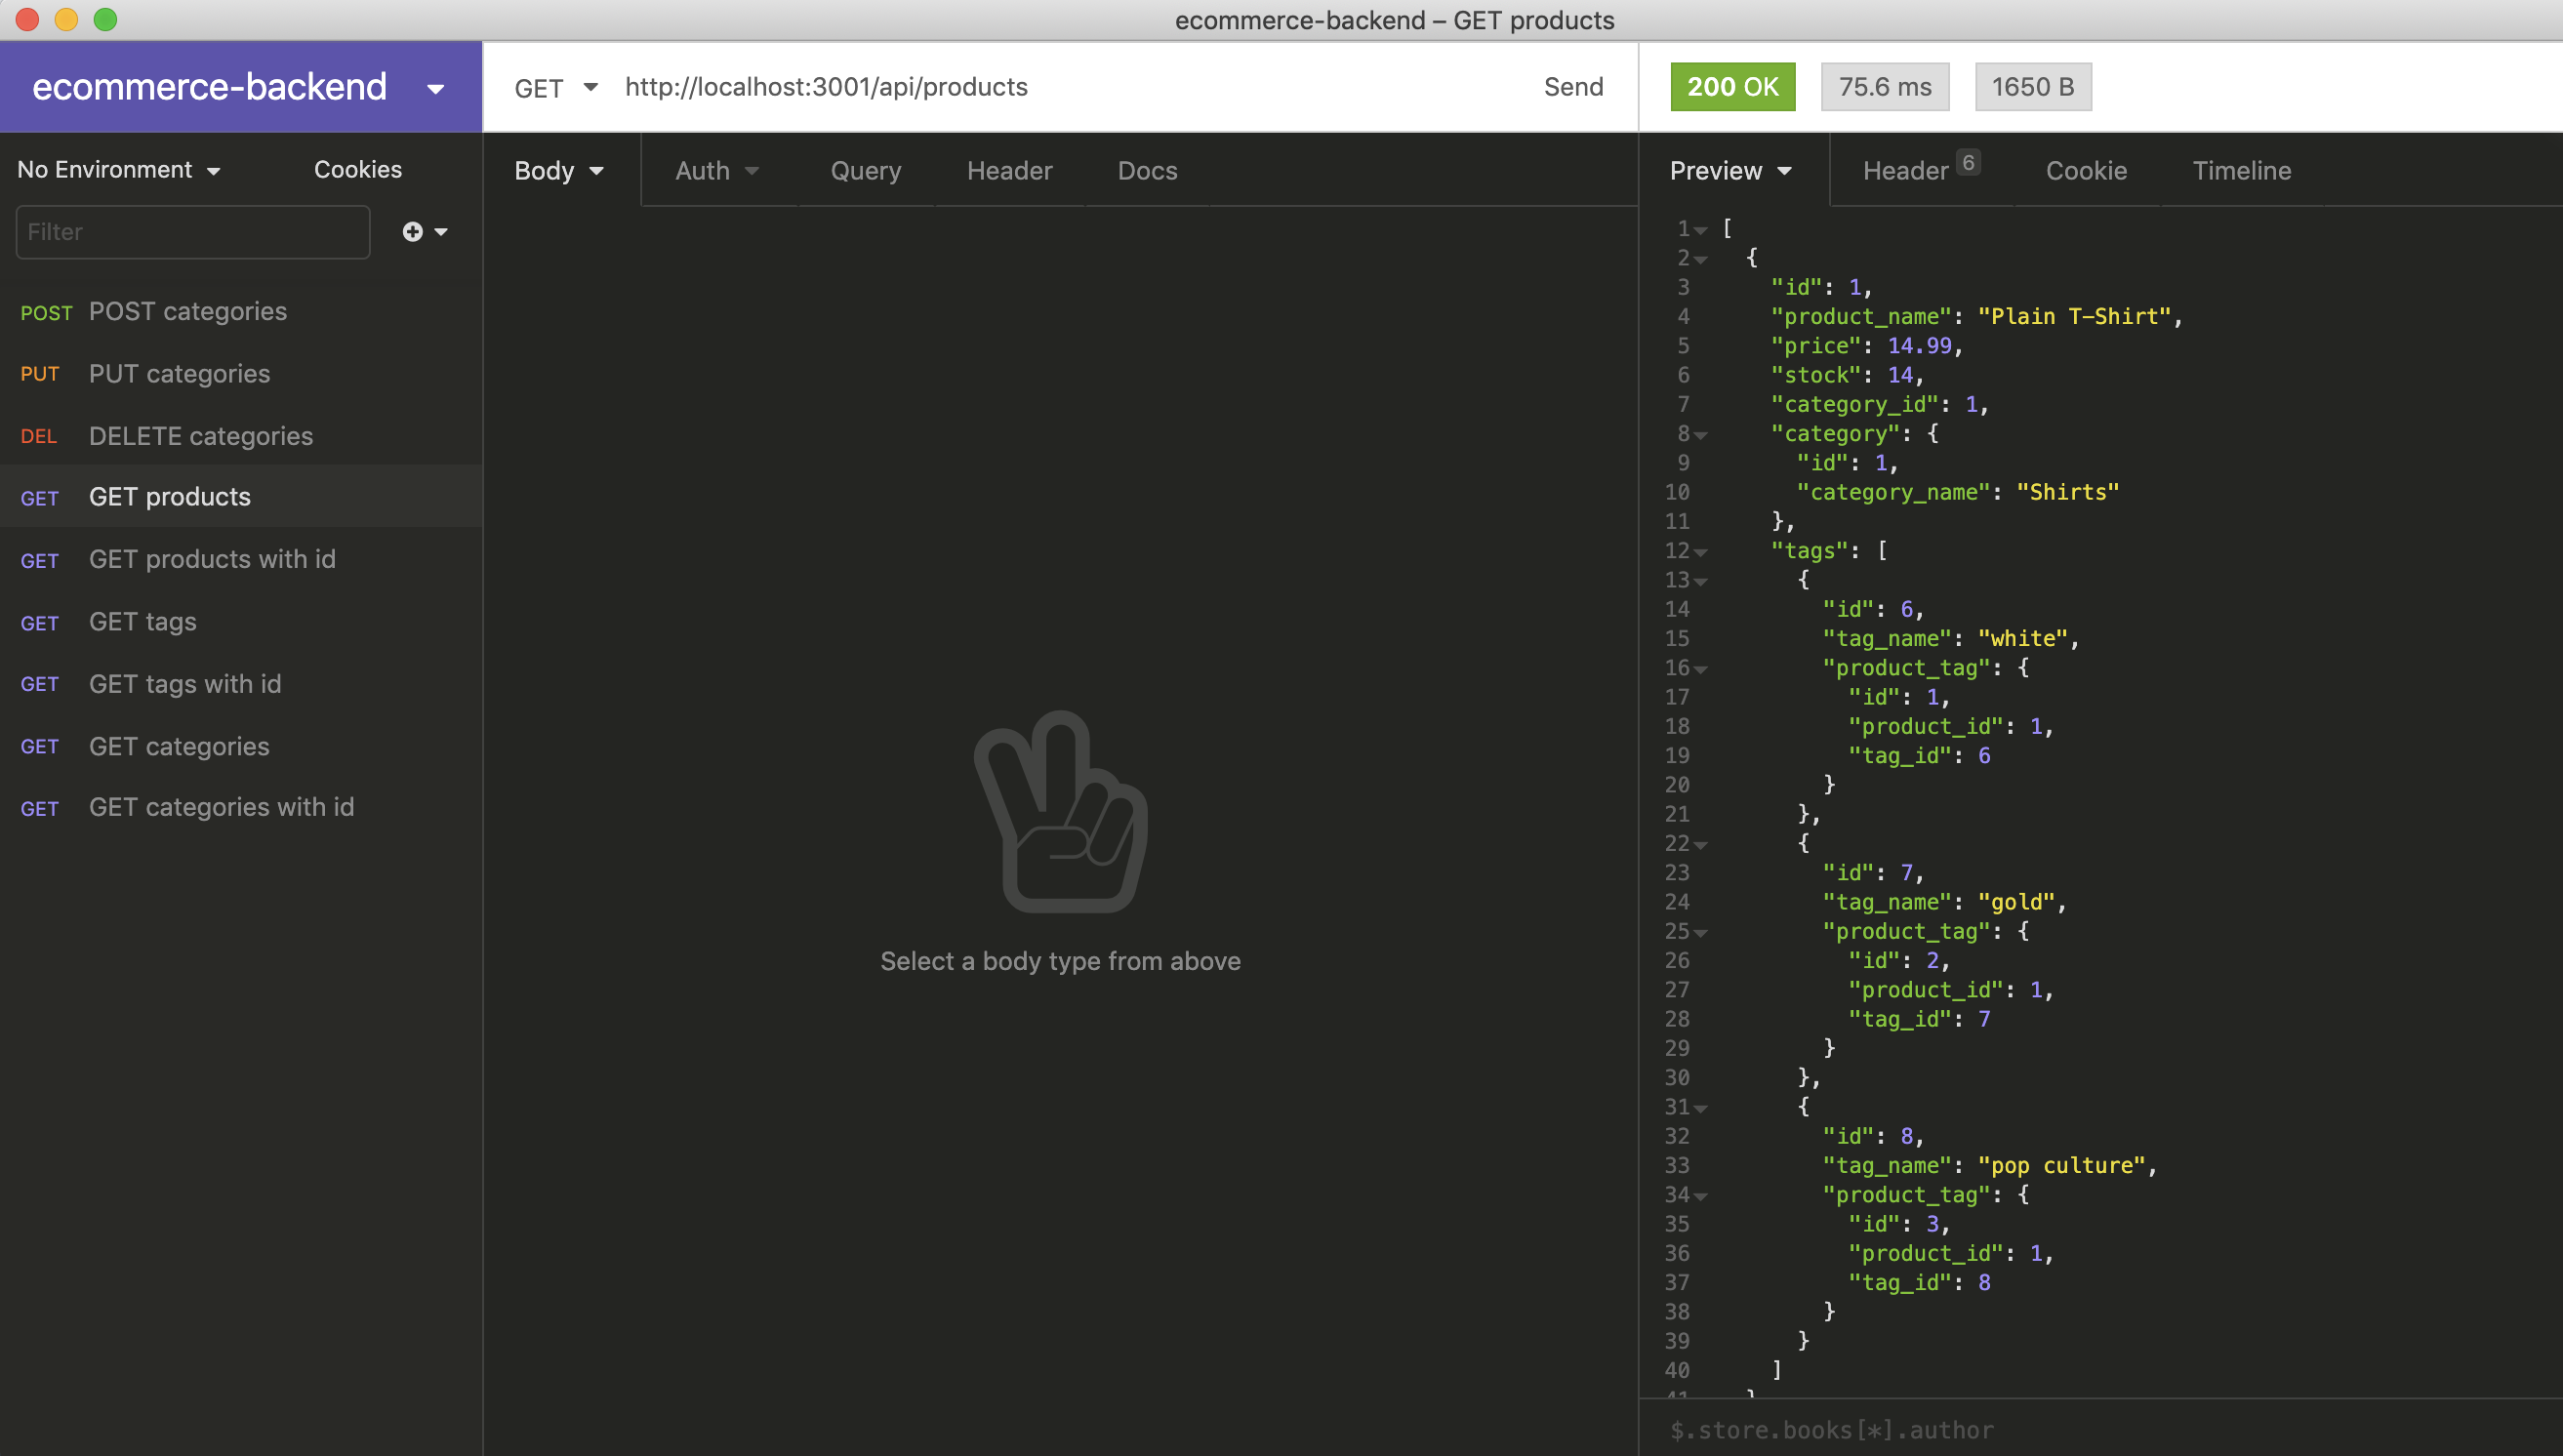 ecommerce-backend – GET products
ecommerce-backend
GET http://localhost:3001/api/products Send
200 OK 75.6 ms 1650 B
No Environment Cookies
Filter
POST POST categories
PUT PUT categories
DEL DELETE categories
GET GET products
GET GET products with id
GET GET tags
GET GET tags with id
GET GET categories
GET GET categories with id
Body Auth Query Header Docs
Select a body type from above
Preview Header 6 Cookie Timeline
1 [
2 {
3 "id": 1,
4 "product_name": "Plain T-Shirt",
5 "price": 14.99,
6 "stock": 14,
7 "category_id": 1,
8 "category": {
9 "id": 1,
10 "category_name": "Shirts"
11 },
12 "tags": [
13 {
14 "id": 6,
15 "tag_name": "white",
16 "product_tag": {
17 "id": 1,
18 "product_id": 1,
19 "tag_id": 6
20 }
21 },
22 {
23 "id": 7,
24 "tag_name": "gold",
25 "product_tag": {
26 "id": 2,
27 "product_id": 1,
28 "tag_id": 7
29 }
30 },
31 {
32 "id": 8,
33 "tag_name": "pop culture",
34 "product_tag": {
35 "id": 3,
36 "product_id": 1,
37 "tag_id": 8
38 }
39 }
40 ]
$.store.books[*].author